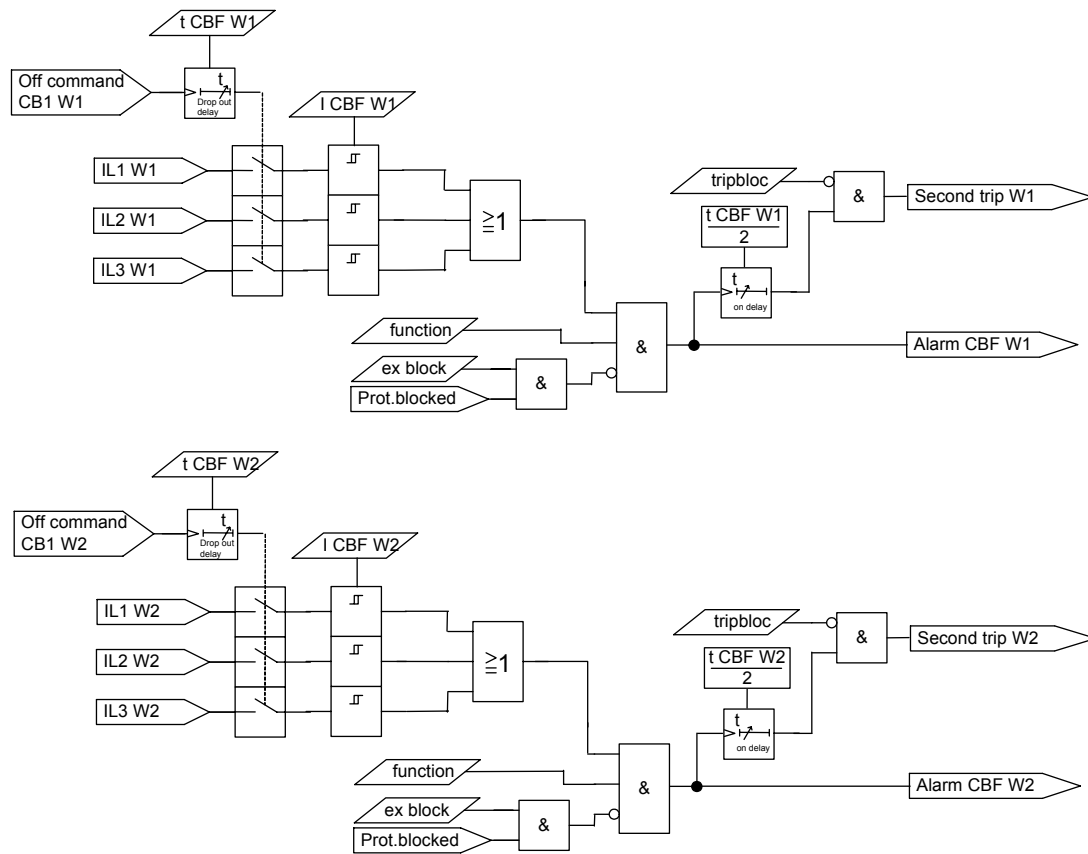 t CBF W1
Off command
CB1 W1
t
Drop out
delay
I CBF W1
IL1 W1
IL2 W1
IL3 W1
≧1
tripbloc
&
Second trip W1
t CBF W1
2
t
on delay
function
ex block
Prot.blocked
&
&
Alarm CBF W1
t CBF W2
Off command
CB1 W2
t
Drop out
delay
I CBF W2
IL1 W2
IL2 W2
IL3 W2
≧1
tripbloc
&
Second trip W2
t CBF W2
2
t
on delay
function
ex block
Prot.blocked
&
&
Alarm CBF W2